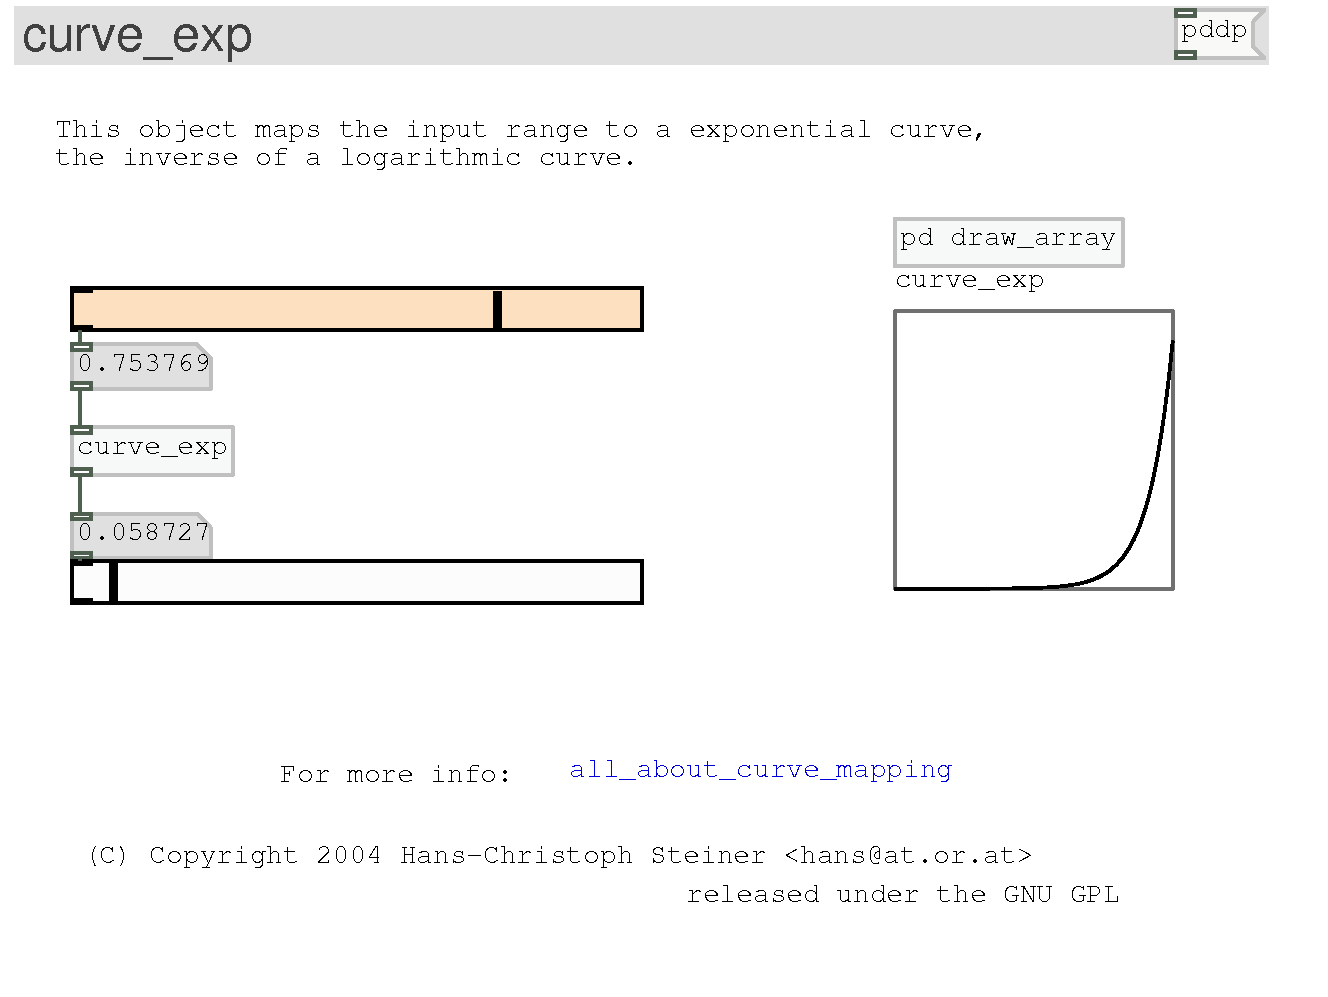 curve_exp
pddp
This object maps the input range to a exponential curve,
the inverse of a logarithmic curve.
pd draw_array
curve_exp
0.753769
curve_exp
0.058727
For more info: all_about_curve_mapping
(C) Copyright 2004 Hans-Christoph Steiner <hans@at.or.at>
released under the GNU GPL